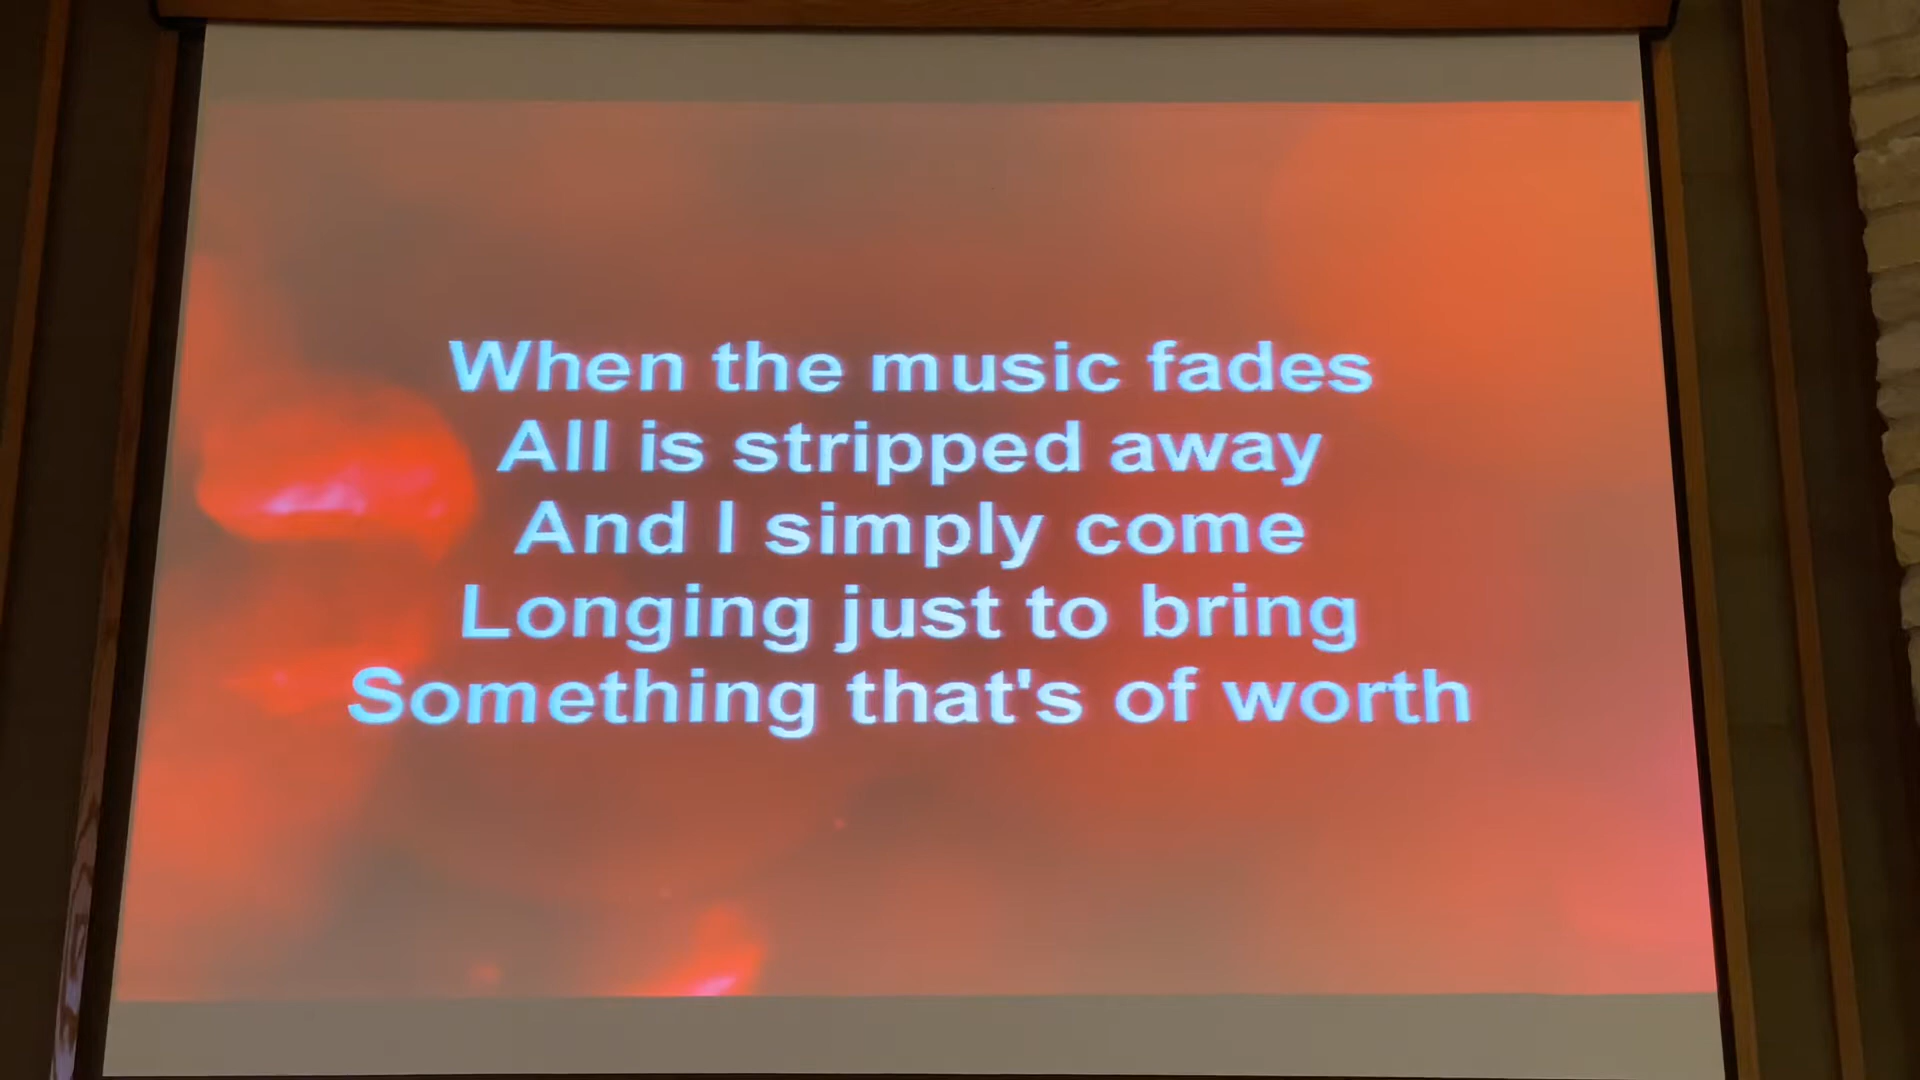 When the music fades
All is stripped away
And I simply come
Longing just to bring
Something that's of worth